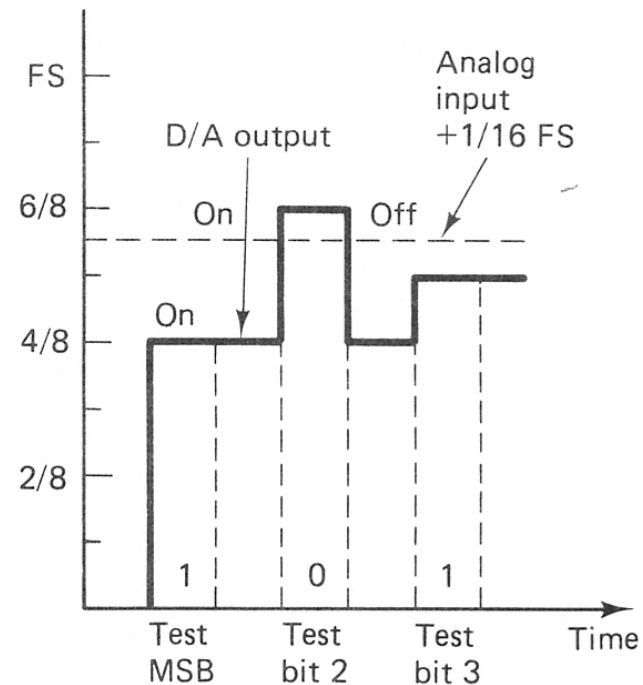 FS
Analog
input
+1/16 FS
D/A output
6/8
On
Off
On
4/8
2/8
1
0
1
Test
MSB
Test
bit 2
Test
bit 3
Time